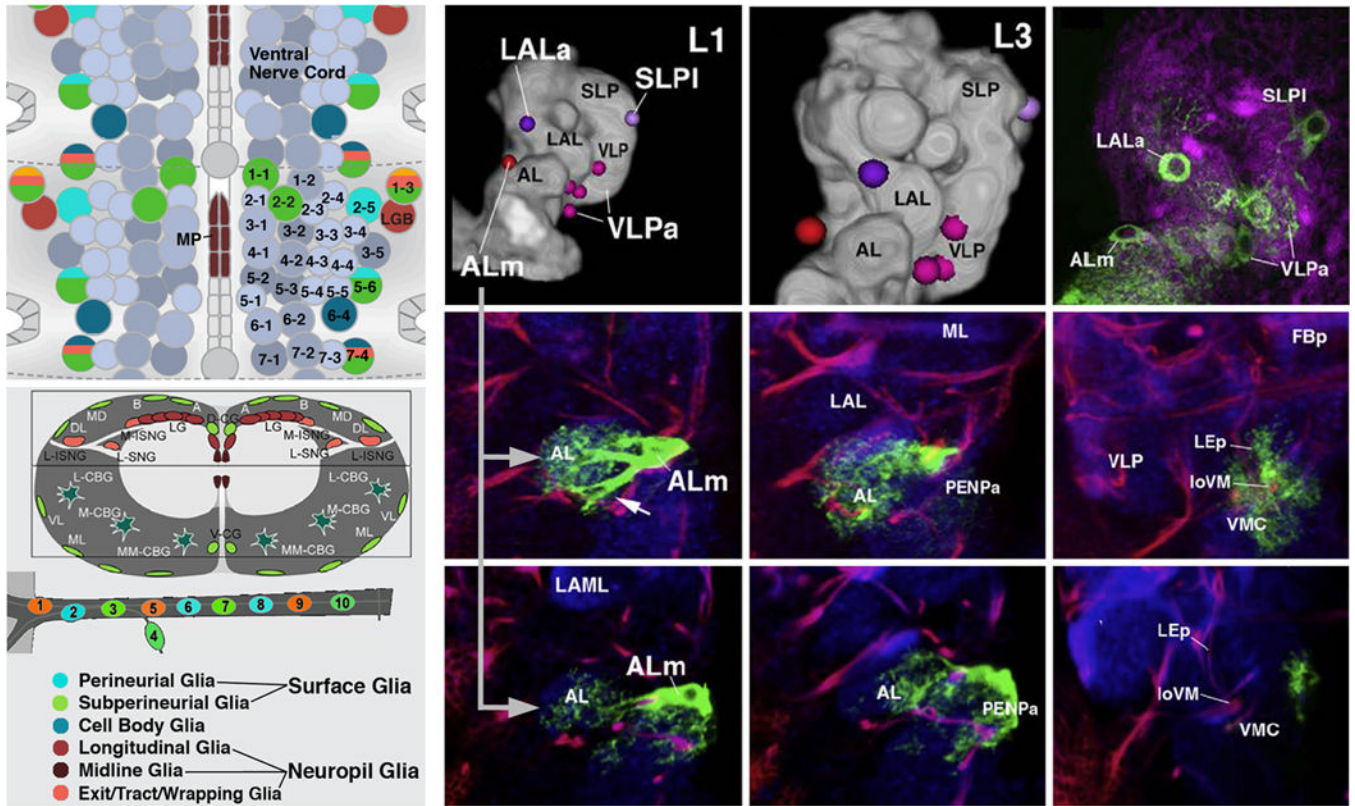 Ventral
Nerve Cord
1-1
1-2
1-3
2-1
2-2
2-3
2-4
2-5
LGB
3-1
3-2
3-3
3-4
3-5
MP
4-1
4-2
4-3
4-4
5-2
5-3
5-4
5-5
5-6
5-1
6-1
6-2
6-4
7-1
7-2
7-3
7-4
B
A
A
B
MD
D-CG
MD
DL
LG
LG
DL
M-ISNG
M-ISNG
L-ISNG
L-SNG
L-SNG
L-ISNG
L-CBG
L-CBG
M-CBG
M-CBG
VL
VL
ML
V-CG
ML
MM-CBG
MM-CBG
1
2
3
5
6
7
8
9
10
4
Perineurial Glia
Subperineurial Glia
Surface Glia
Cell Body Glia
Longitudinal Glia
Midline Glia
Neuropil Glia
Exit/Tract/Wrapping Glia
L1
LALa
SLP
SLPl
LAL
VLP
AL
VLPa
ALm
L3
SLP
LAL
VLP
AL
SLPl
LALa
ALm
VLPa
AL
ALm
ML
LAL
AL
PENPa
FBp
LEp
VLP
loVM
VMC
LAML
ALm
AL
AL
PENPa
LEp
loVM
VMC